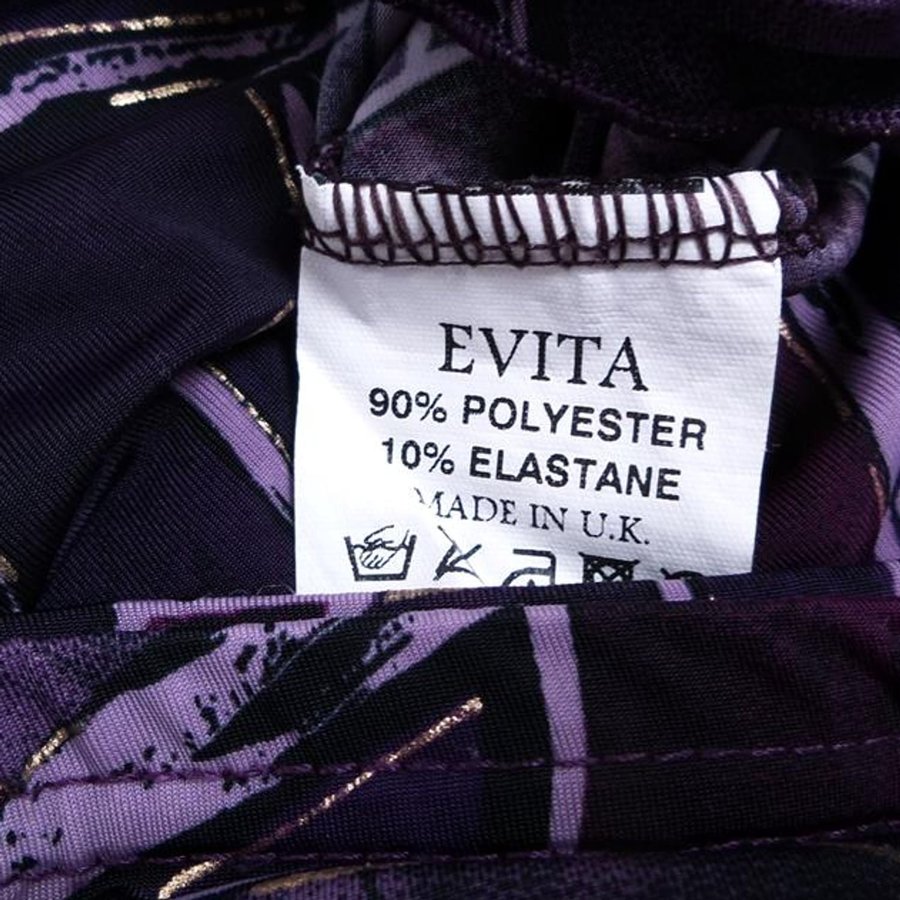 EVITA
90% POLYESTER
10% ELASTANE
MADE IN U.K.